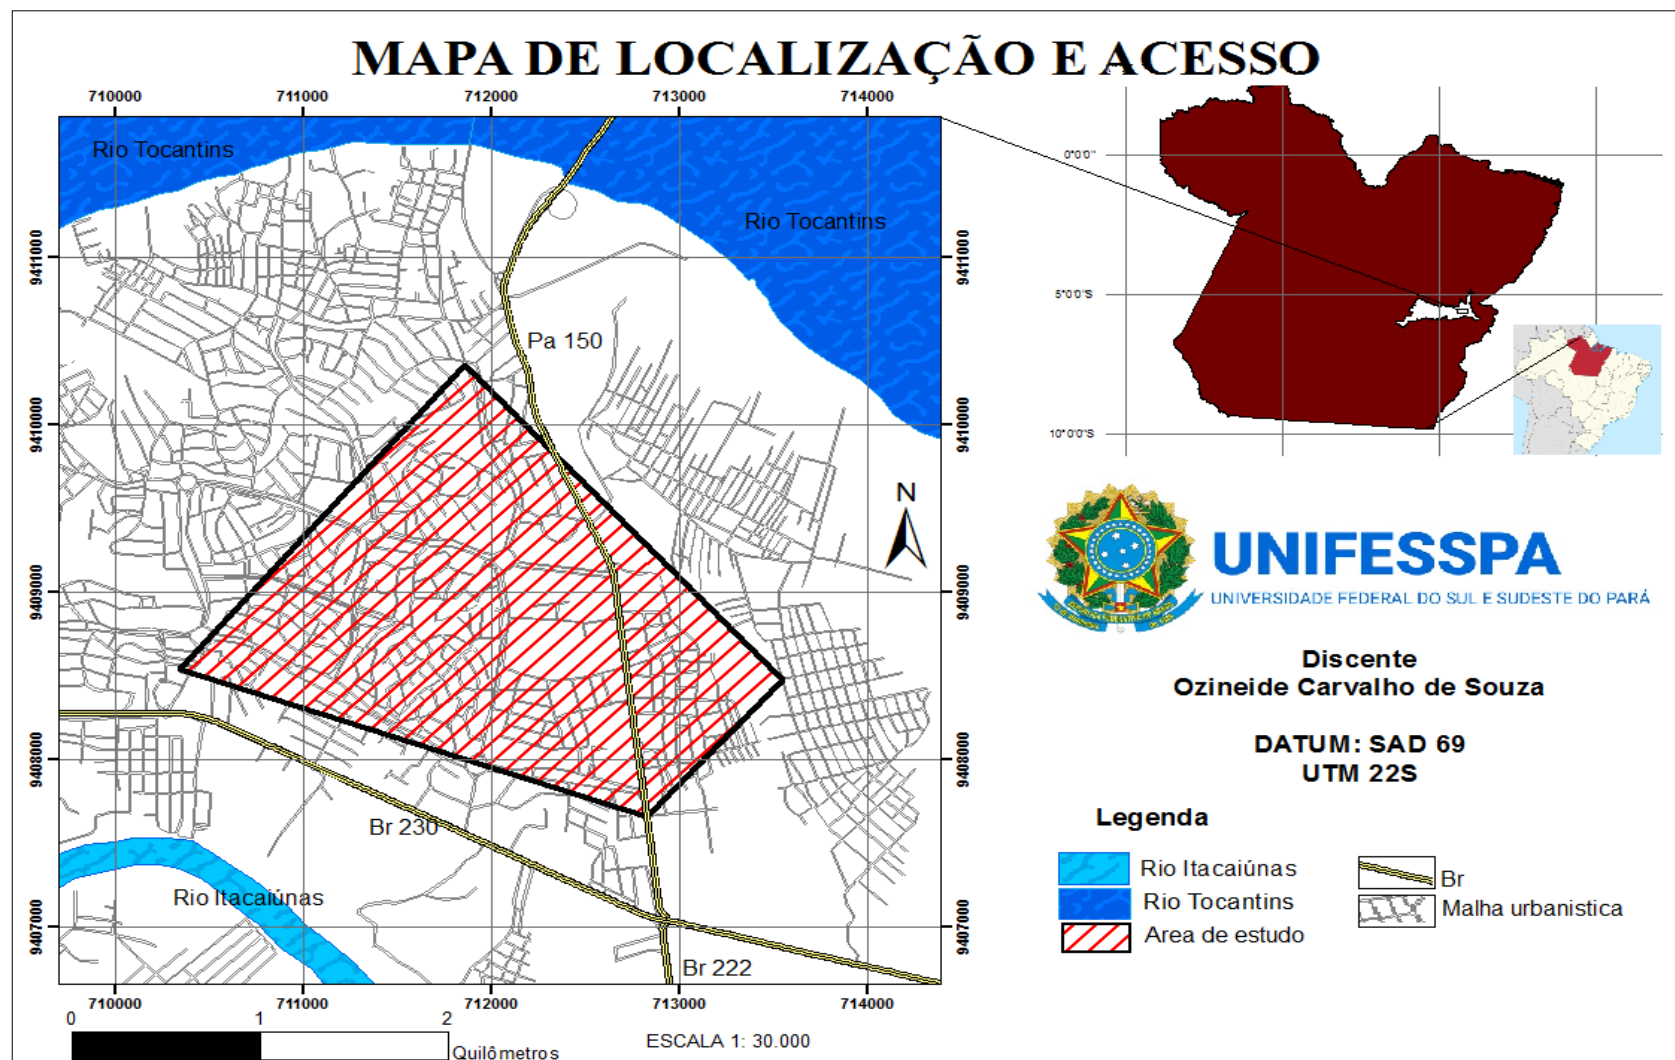 MAPA DE LOCALIZAÇÃO E ACESSO
710000 711000 712000 713000 714000
Rio Tocantins
Rio Tocantins
9411000 9411000
Pa 150
9410000 9410000
N
9409000 9409000
9408000 9408000
Br 230
Rio Itacaiúnas
9407000 9407000
Br 222
710000 711000 712000 713000 714000
0 1 2
Quilômetros
ESCALA 1: 30.000
0°0'0"
5°0'0"S
10°0'0"S
UNIFESSPA
UNIVERSIDADE FEDERAL DO SUL E SUDESTE DO PARÁ
Discente
Ozineide Carvalho de Souza
DATUM: SAD 69
UTM 22S
Legenda
Rio Itacaiúnas
Rio Tocantins
Area de estudo
Br
Malha urbanistica